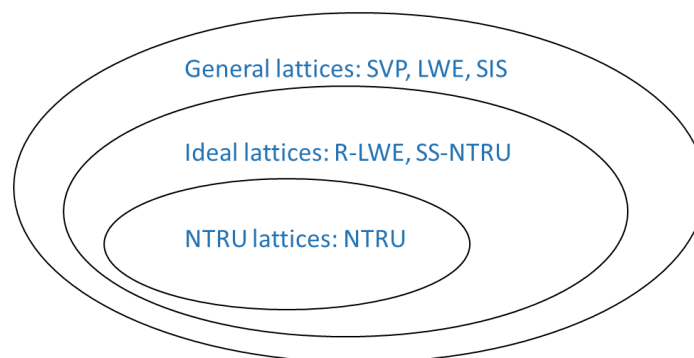 General lattices: SVP, LWE, SIS
Ideal lattices: R-LWE, SS-NTRU
NTRU lattices: NTRU